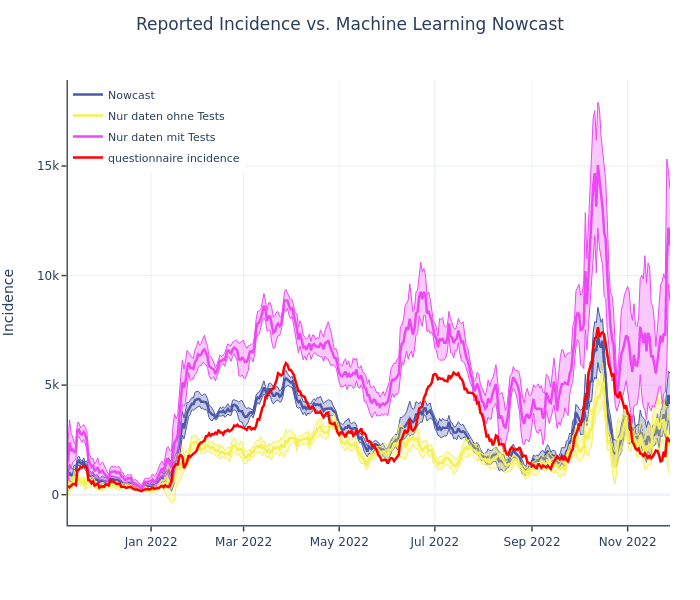 Reported Incidence vs. Machine Learning Nowcast
Nowcast
Nur daten ohne Tests
Nur daten mit Tests
questionnaire incidence
15k
10k
5k
0
Incidence
Jan 2022
Mar 2022
May 2022
Jul 2022
Sep 2022
Nov 2022